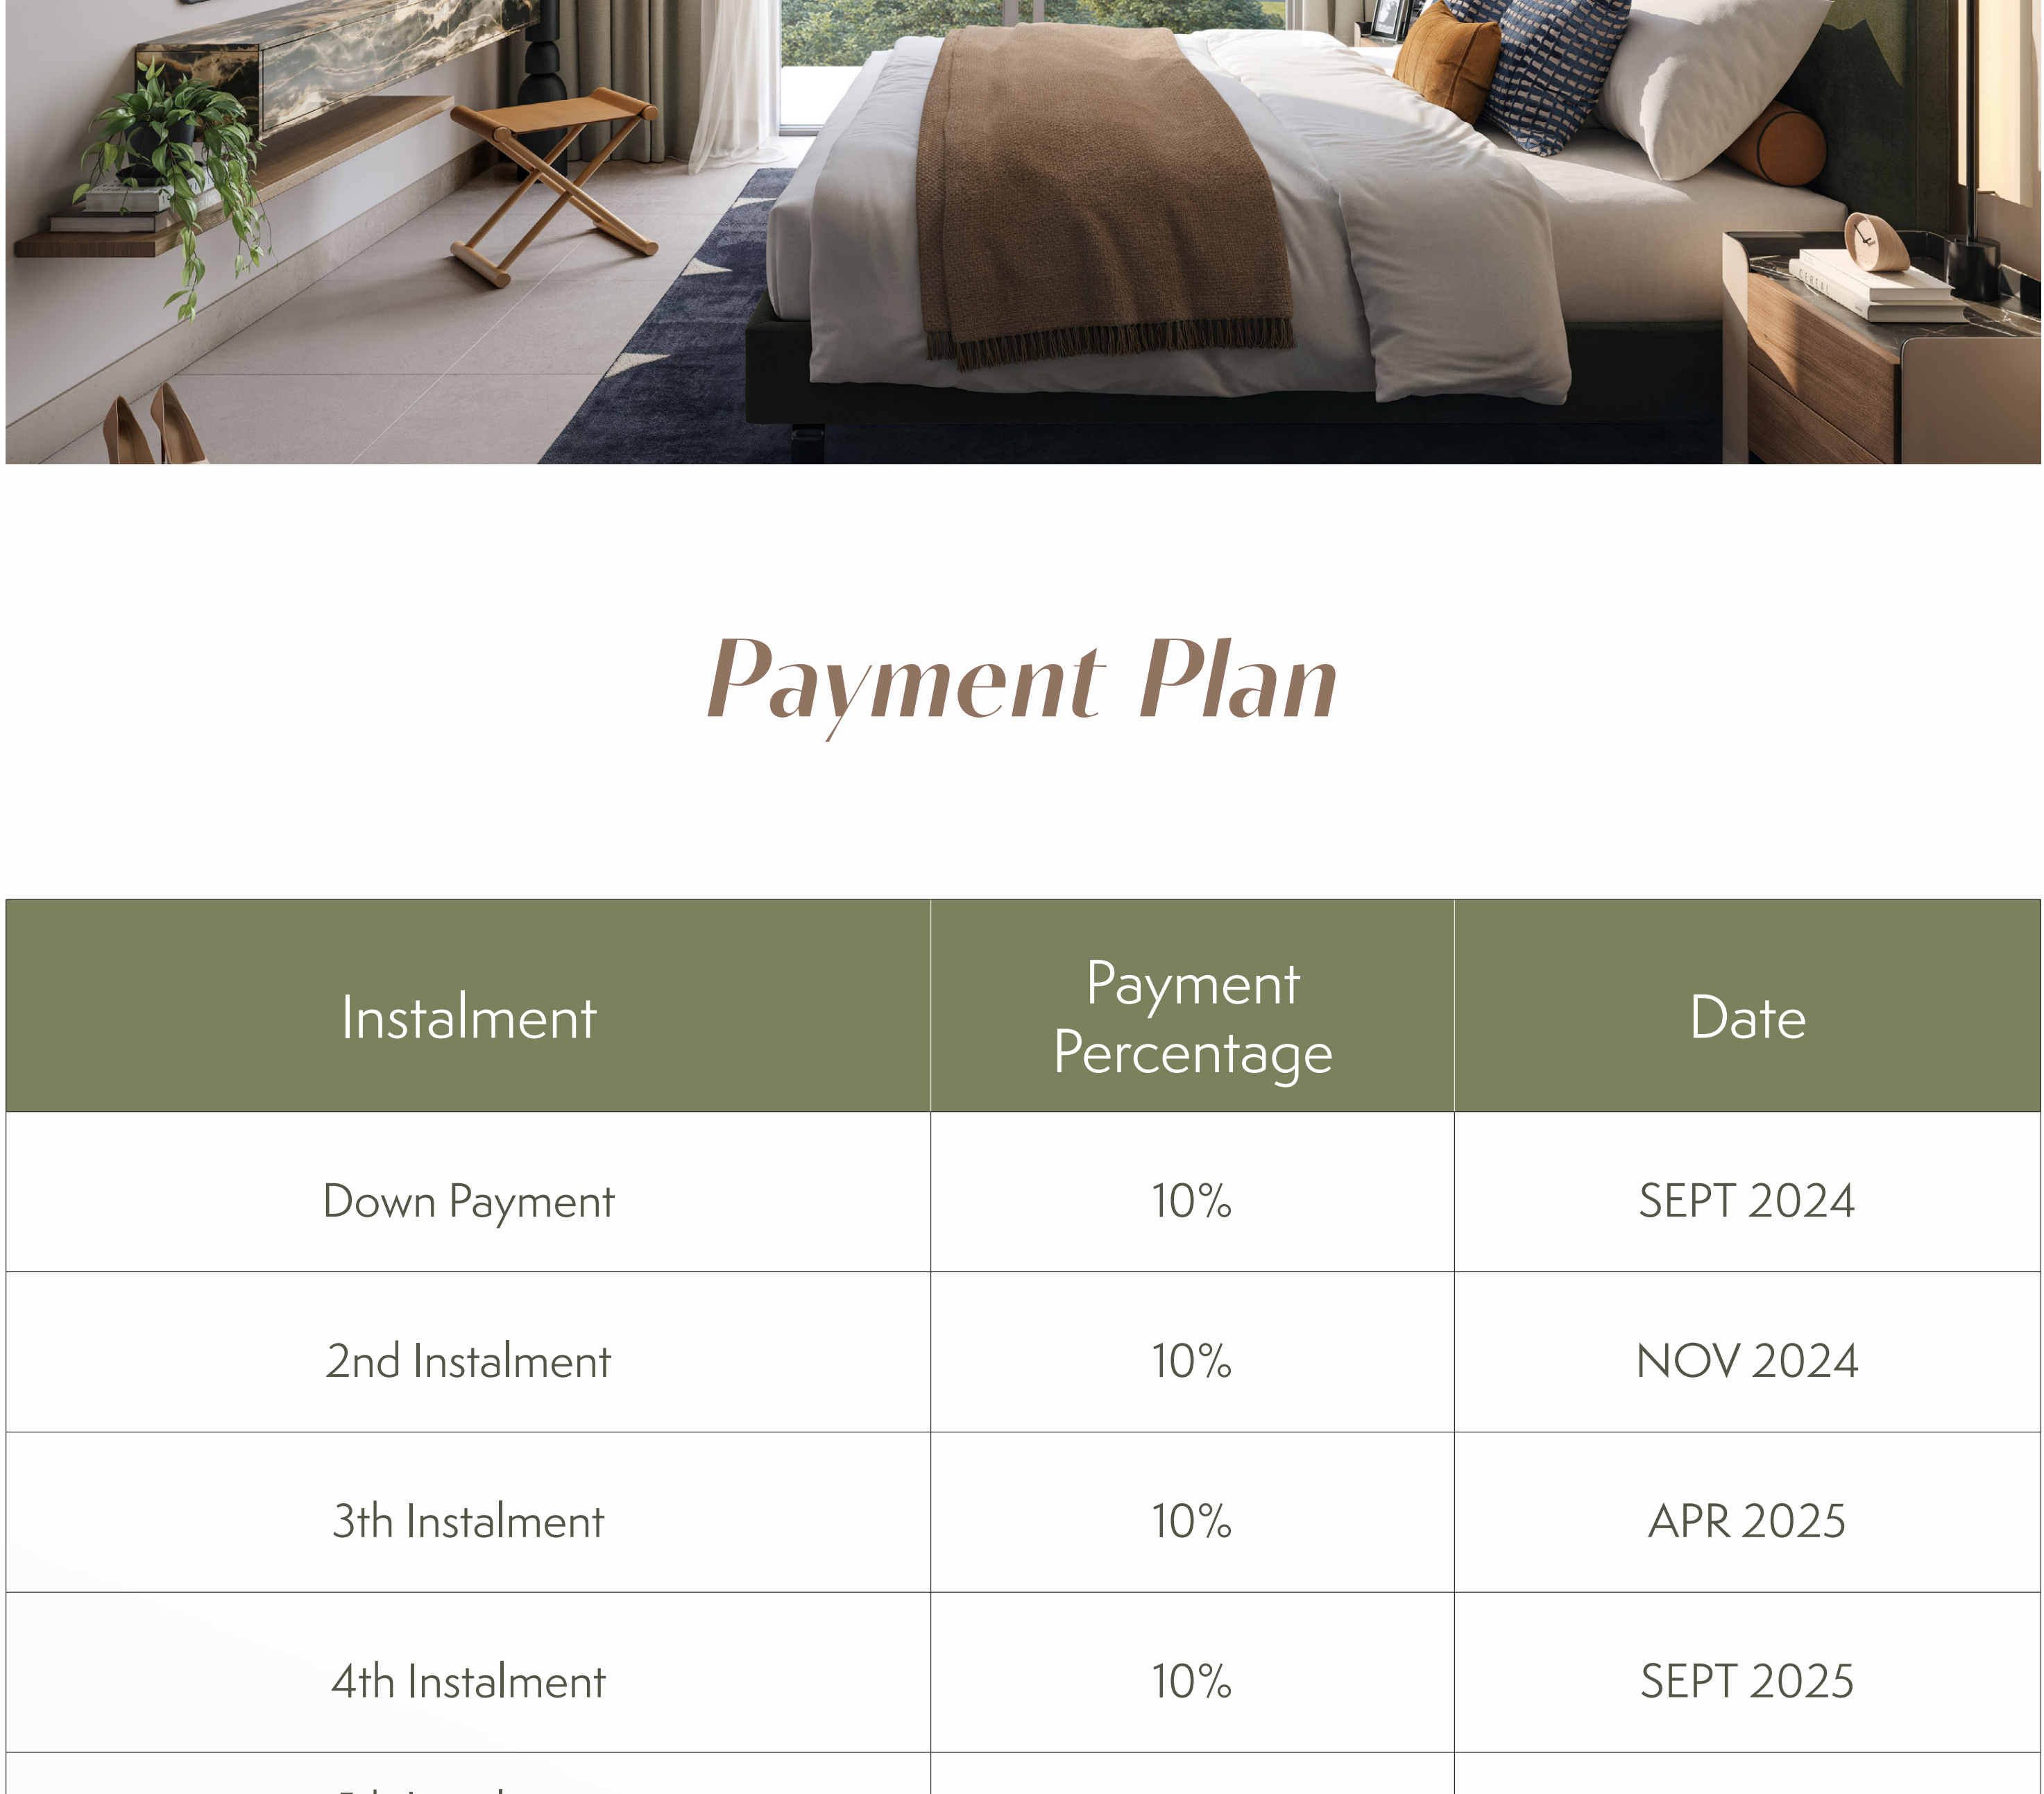 Payment Plan
Instalment
Payment
Percentage
Date
Down Payment
10%
SEPT 2024
2nd Instalment
10%
NOV 2024
3th Instalment
10%
APR 2025
4th Instalment
10%
SEPT 2025